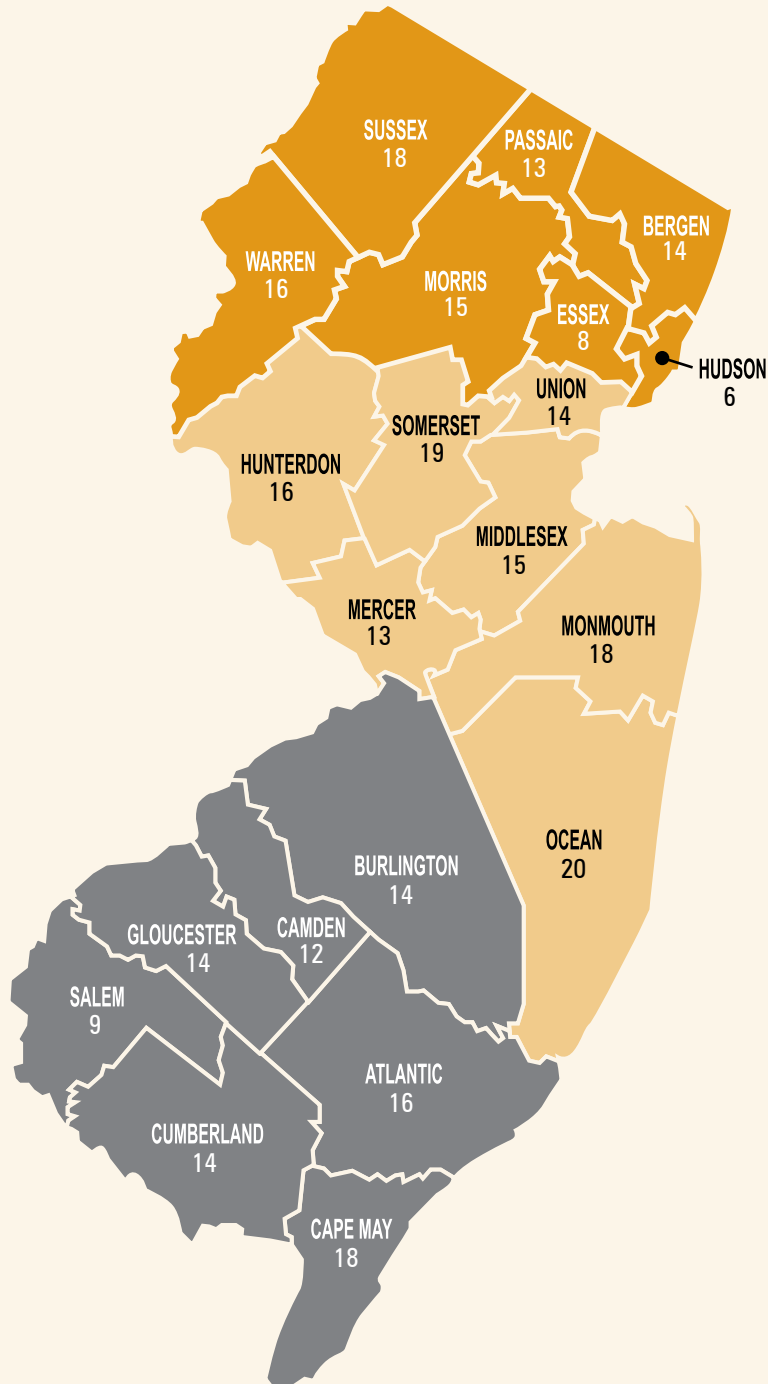 SUSSEX
18
PASSAIC
13
BERGEN
14
WARREN
16
MORRIS
15
ESSEX
8
HUDSON
6
UNION
14
SOMERSET
19
HUNTERDON
16
MIDDLESEX
15
MERCER
13
MONMOUTH
18
OCEAN
20
BURLINGTON
14
CAMDEN
12
GLOUCESTER
14
SALEM
9
ATLANTIC
16
CUMBERLAND
14
CAPE MAY
18